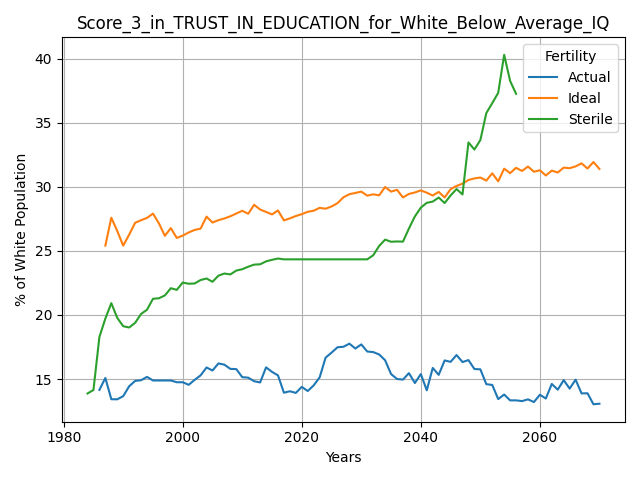 Score_3_in_TRUST_IN_EDUCATION_for_White_Below_Average_IQ
Fertility
Actual
Ideal
Sterile
% of White Population
40
35
30
25
20
15
1980
2000
2020
2040
2060
Years